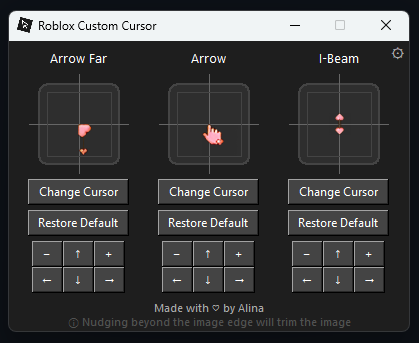 Roblox Custom Cursor
Arrow Far Arrow I-Beam
Change Cursor Change Cursor Change Cursor
Restore Default Restore Default Restore Default
− ↑ + − ↑ + − ↑ +
← ↓ → ← ↓ → ← ↓ →
Made with ♡ by Alina
ⓘ Nudging beyond the image edge will trim the image